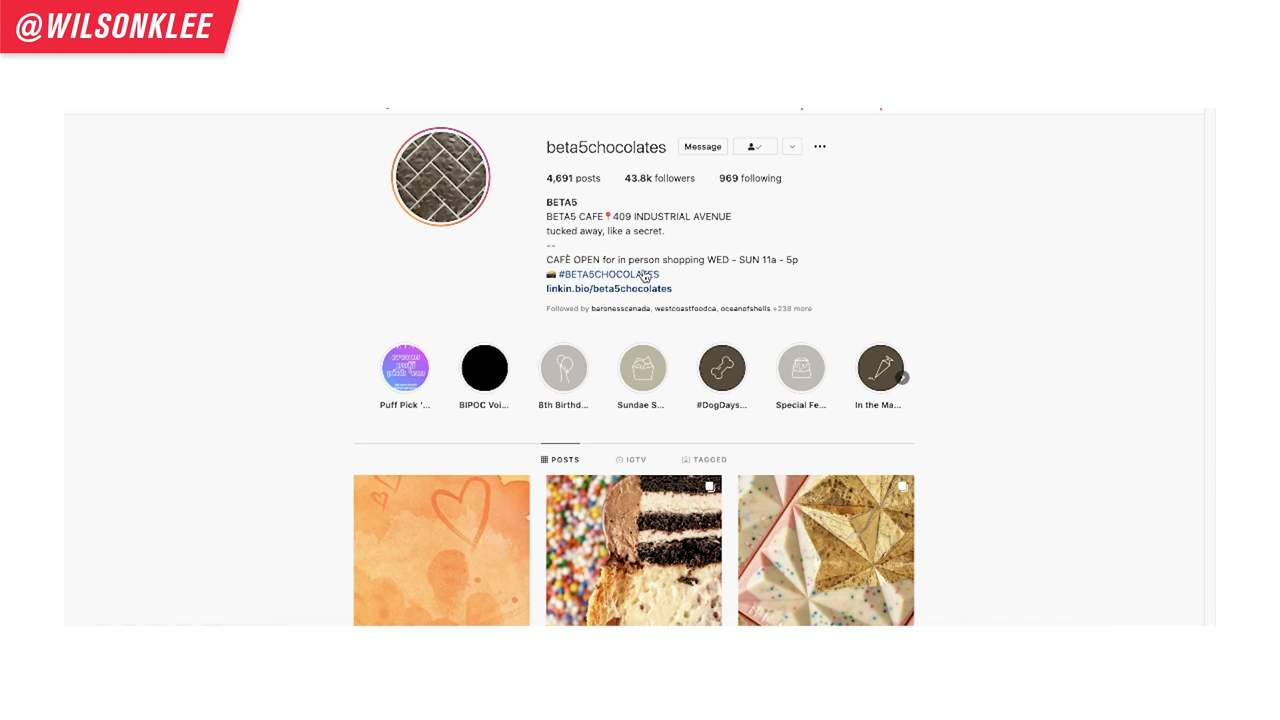 @WILSONKLEE
beta5chocolates Message
4,691 posts 43.8k followers 969 following
BETA5
BETA5 CAFE📍409 INDUSTRIAL AVENUE
tucked away, like a secret.
--
CAFÈ OPEN for in person shopping WED - SUN 11a - 5p
📸 #BETA5CHOCOLATES
linkin.bio/beta5chocolates
Followed by baronesscanada, westcoastfoodca, oceanofshells +238 more
Puff Pick '... BIPOC Voi... 8th Birthd... Sundae S... #DogDays... Special Fe... In the Ma...
POSTS IGTV TAGGED